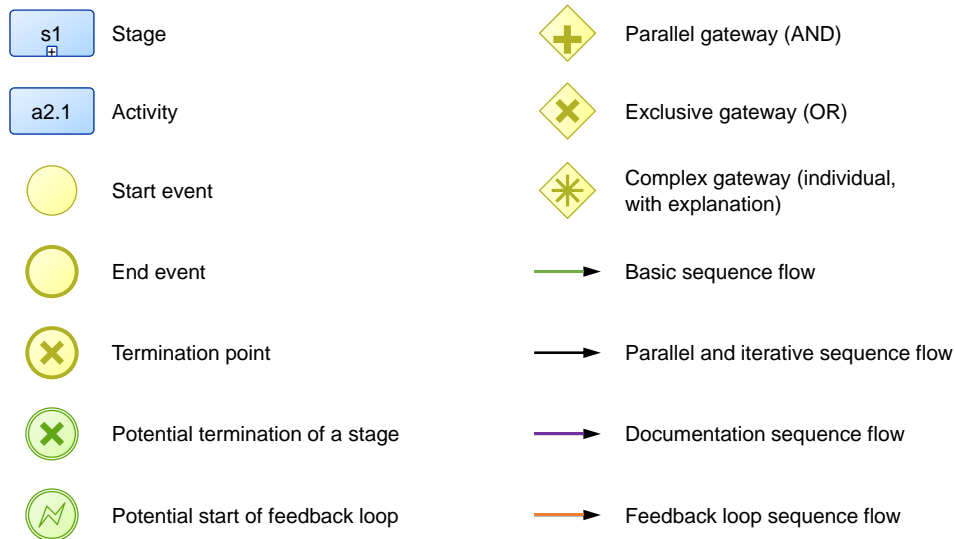 s1
Stage
a2.1
Activity
Start event
End event
Termination point
Potential termination of a stage
Potential start of feedback loop
Parallel gateway (AND)
Exclusive gateway (OR)
Complex gateway (individual,
with explanation)
Basic sequence flow
Parallel and iterative sequence flow
Documentation sequence flow
Feedback loop sequence flow